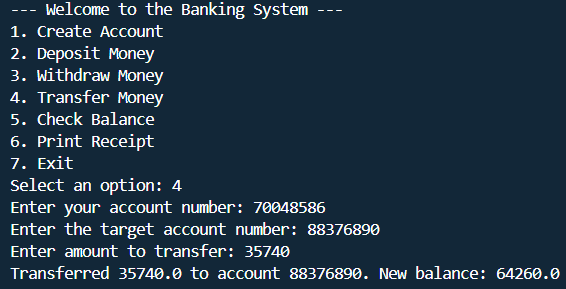 --- Welcome to the Banking System ---
1. Create Account
2. Deposit Money
3. Withdraw Money
4. Transfer Money
5. Check Balance
6. Print Receipt
7. Exit
Select an option: 4
Enter your account number: 70048586
Enter the target account number: 88376890
Enter amount to transfer: 35740
Transferred 35740.0 to account 88376890. New balance: 64260.0